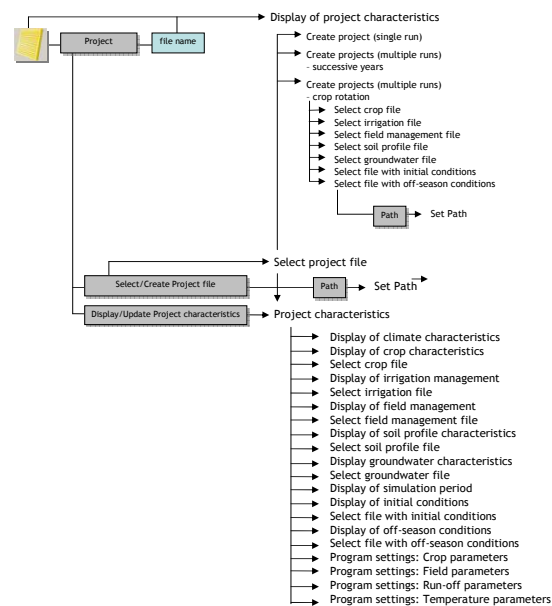 Display of project characteristics
Project
file name
Create project (single run)
Create projects (multiple runs)
- successive years
Create projects (multiple runs)
- crop rotation
Select crop file
Select irrigation file
Select field management file
Select soil profile file
Select groundwater file
Select file with initial conditions
Select file with off-season conditions
Path
Set Path
Select project file
Select/Create Project file
Path
Set Path
Display/Update Project characteristics
Project characteristics
Display of climate characteristics
Display of crop characteristics
Select crop file
Display of irrigation management
Select irrigation file
Display of field management
Select field management file
Display of soil profile characteristics
Select soil profile file
Display groundwater characteristics
Select groundwater file
Display of simulation period
Display of initial conditions
Select file with initial conditions
Display of off-season conditions
Select file with off-season conditions
Program settings: Crop parameters
Program settings: Field parameters
Program settings: Run-off parameters
Program settings: Temperature parameters